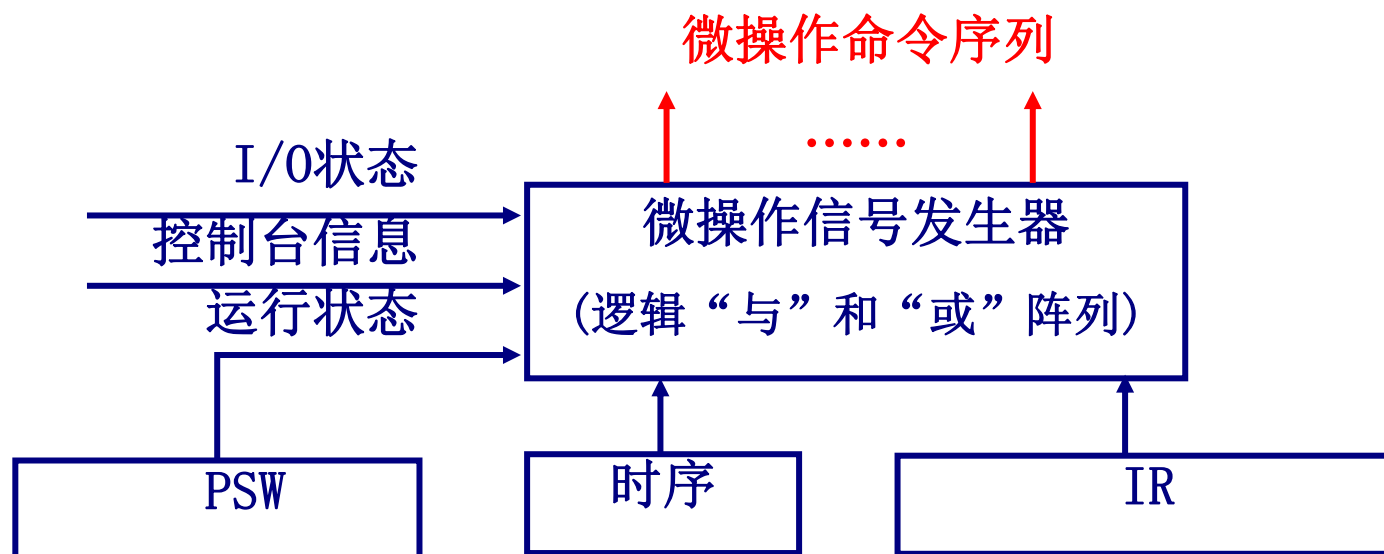 微操作命令序列
……
I/O状态
控制台信息
运行状态
微操作信号发生器
(逻辑“与”和“或”阵列)
PSW
时序
IR